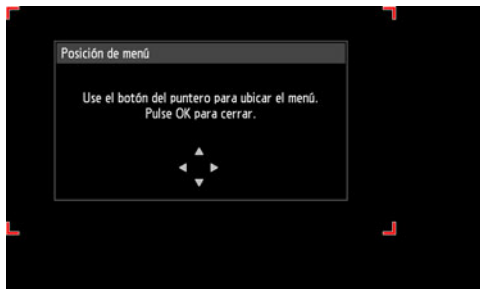 Posición de menú
Use el botón del puntero para ubicar el menú.
Pulse OK para cerrar.